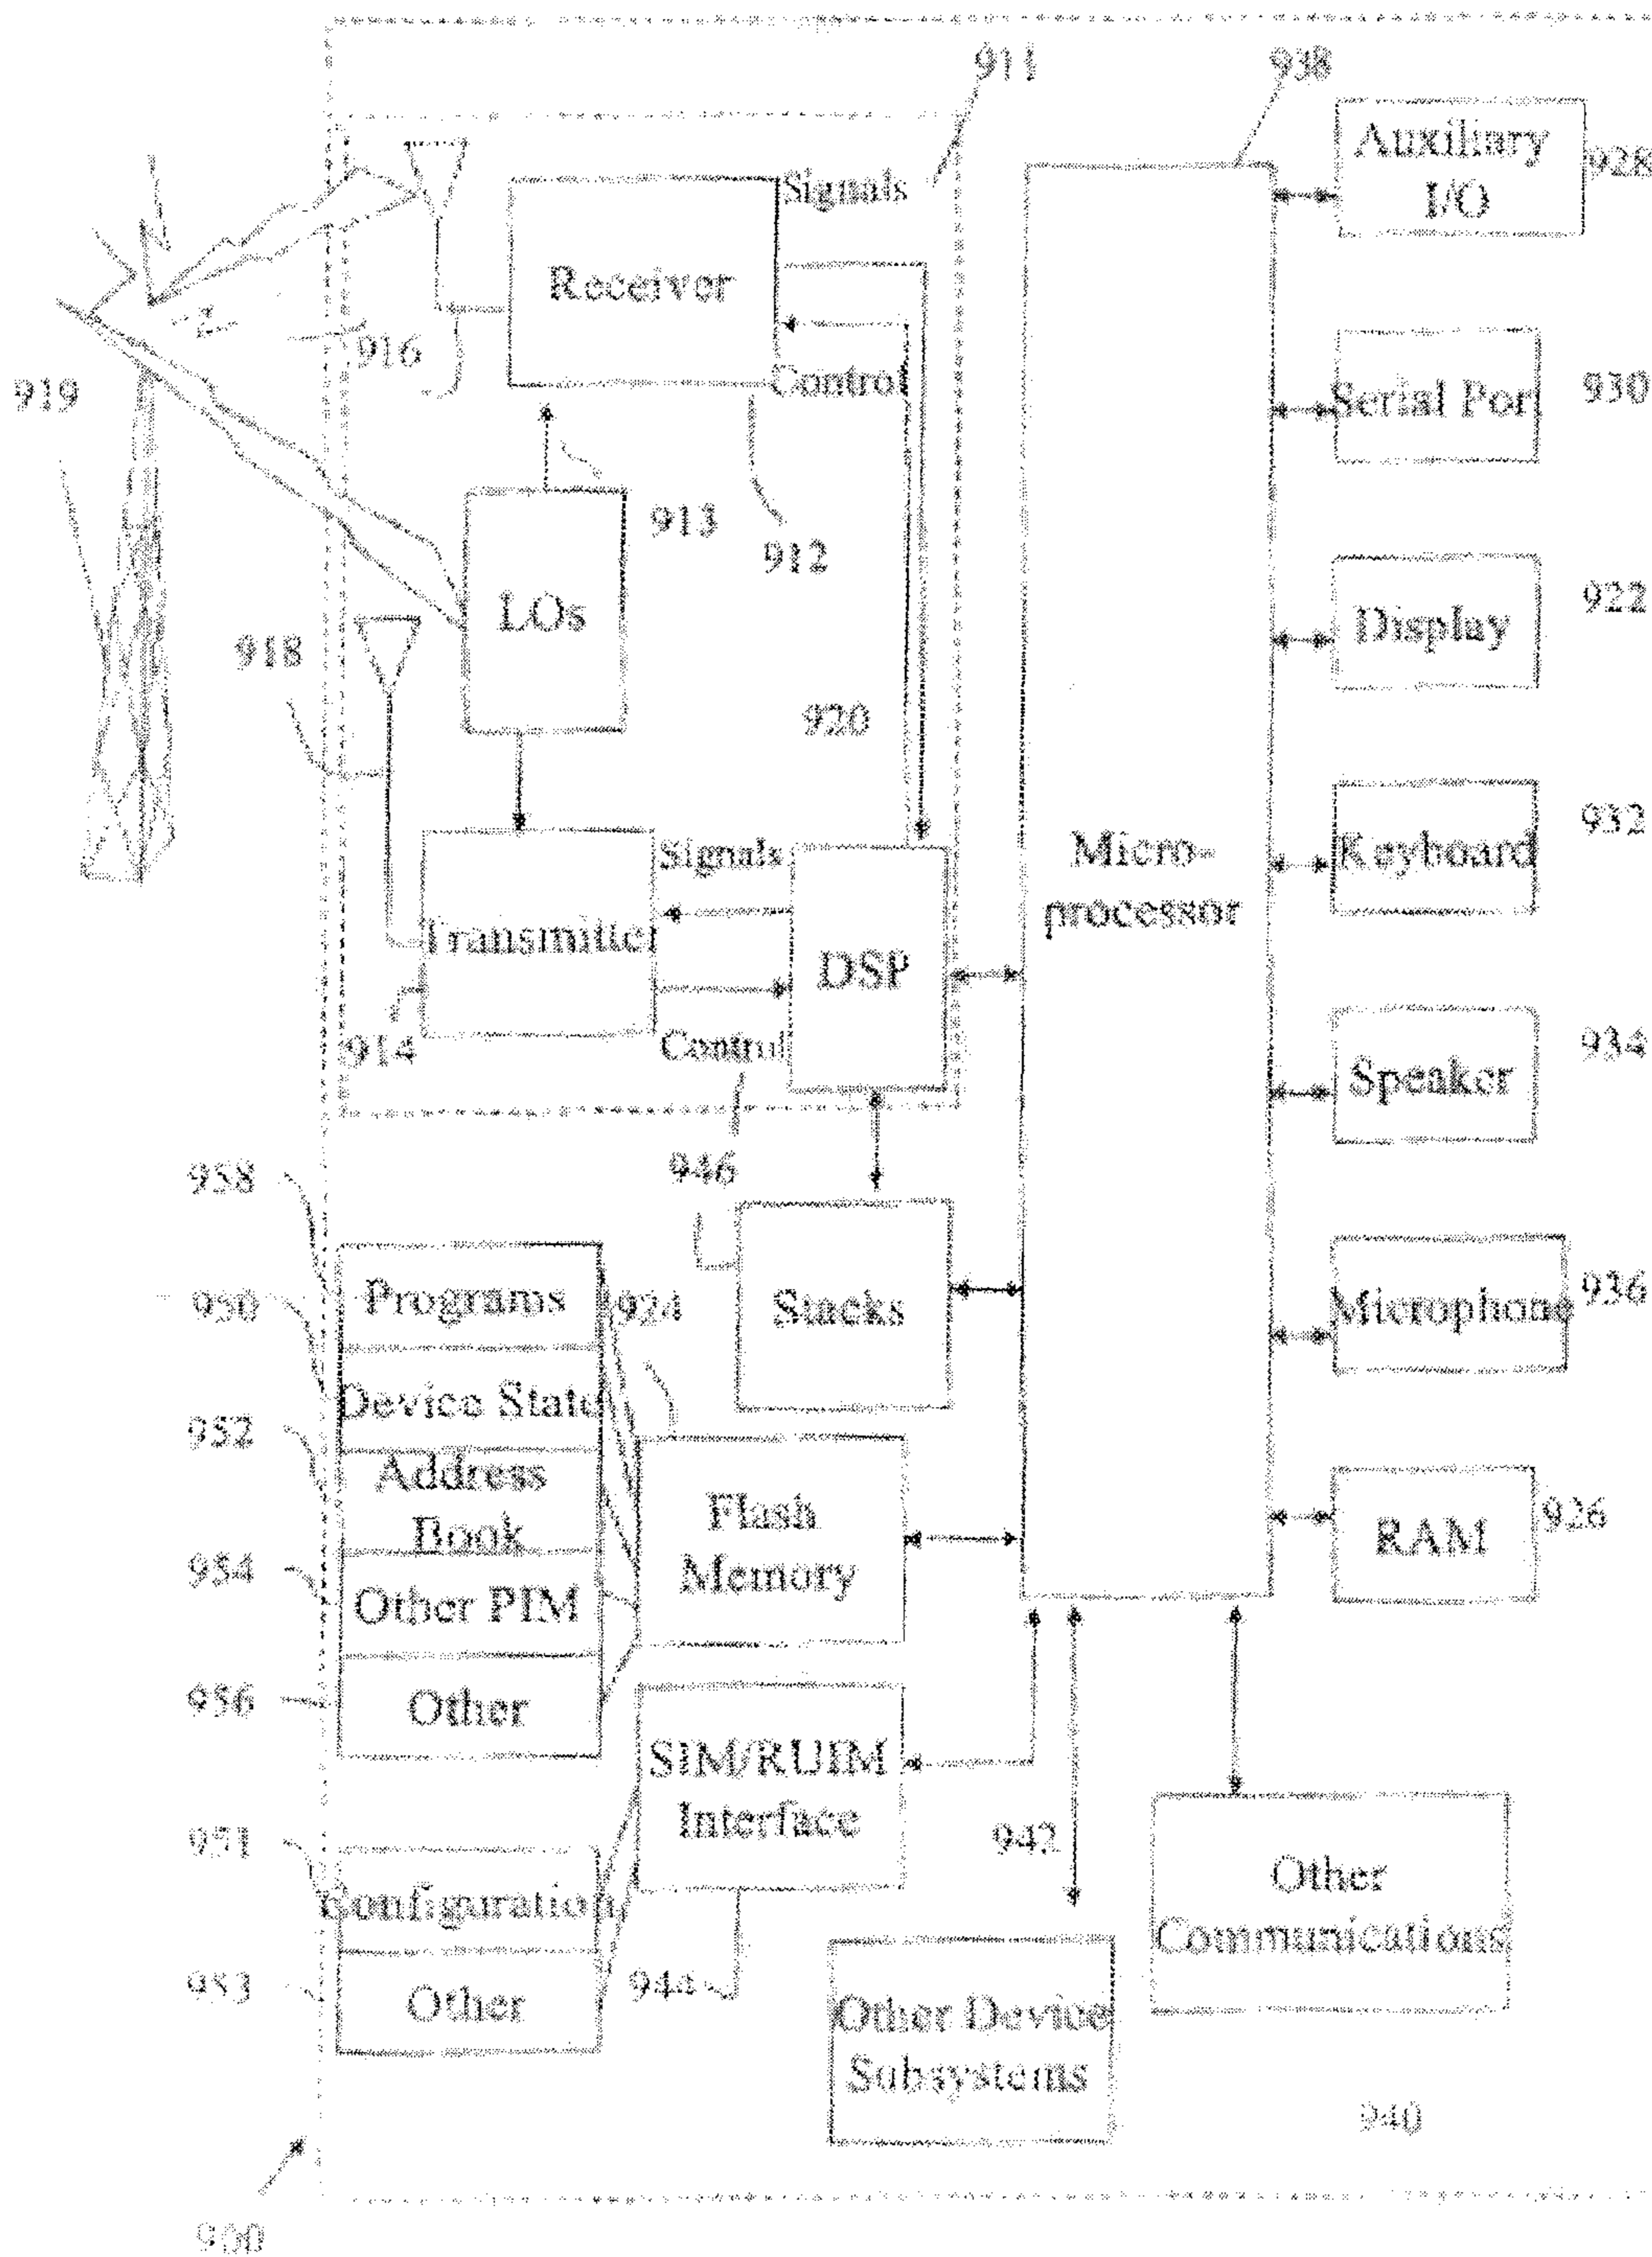 911
938
Auxiliary
I/O
928
Signals
Receiver
916
Control
919
Serial Por
930
913
912
LOs
918
Display
922
920
Keyboard
932
Micro-
processor
Signals
Transmitter
DSP
914
Control
Speaker
934
946
958
Programs
924
950
Stacks
Microphone
936
Device State
952
Address
Book
Flash
Memory
RAM
926
954
Other PIM
956
Other
SIM/RUIM
Interface
951
942
Other
Communications
Configuration
953
Other
944
Other Device
Subsystems
940
900